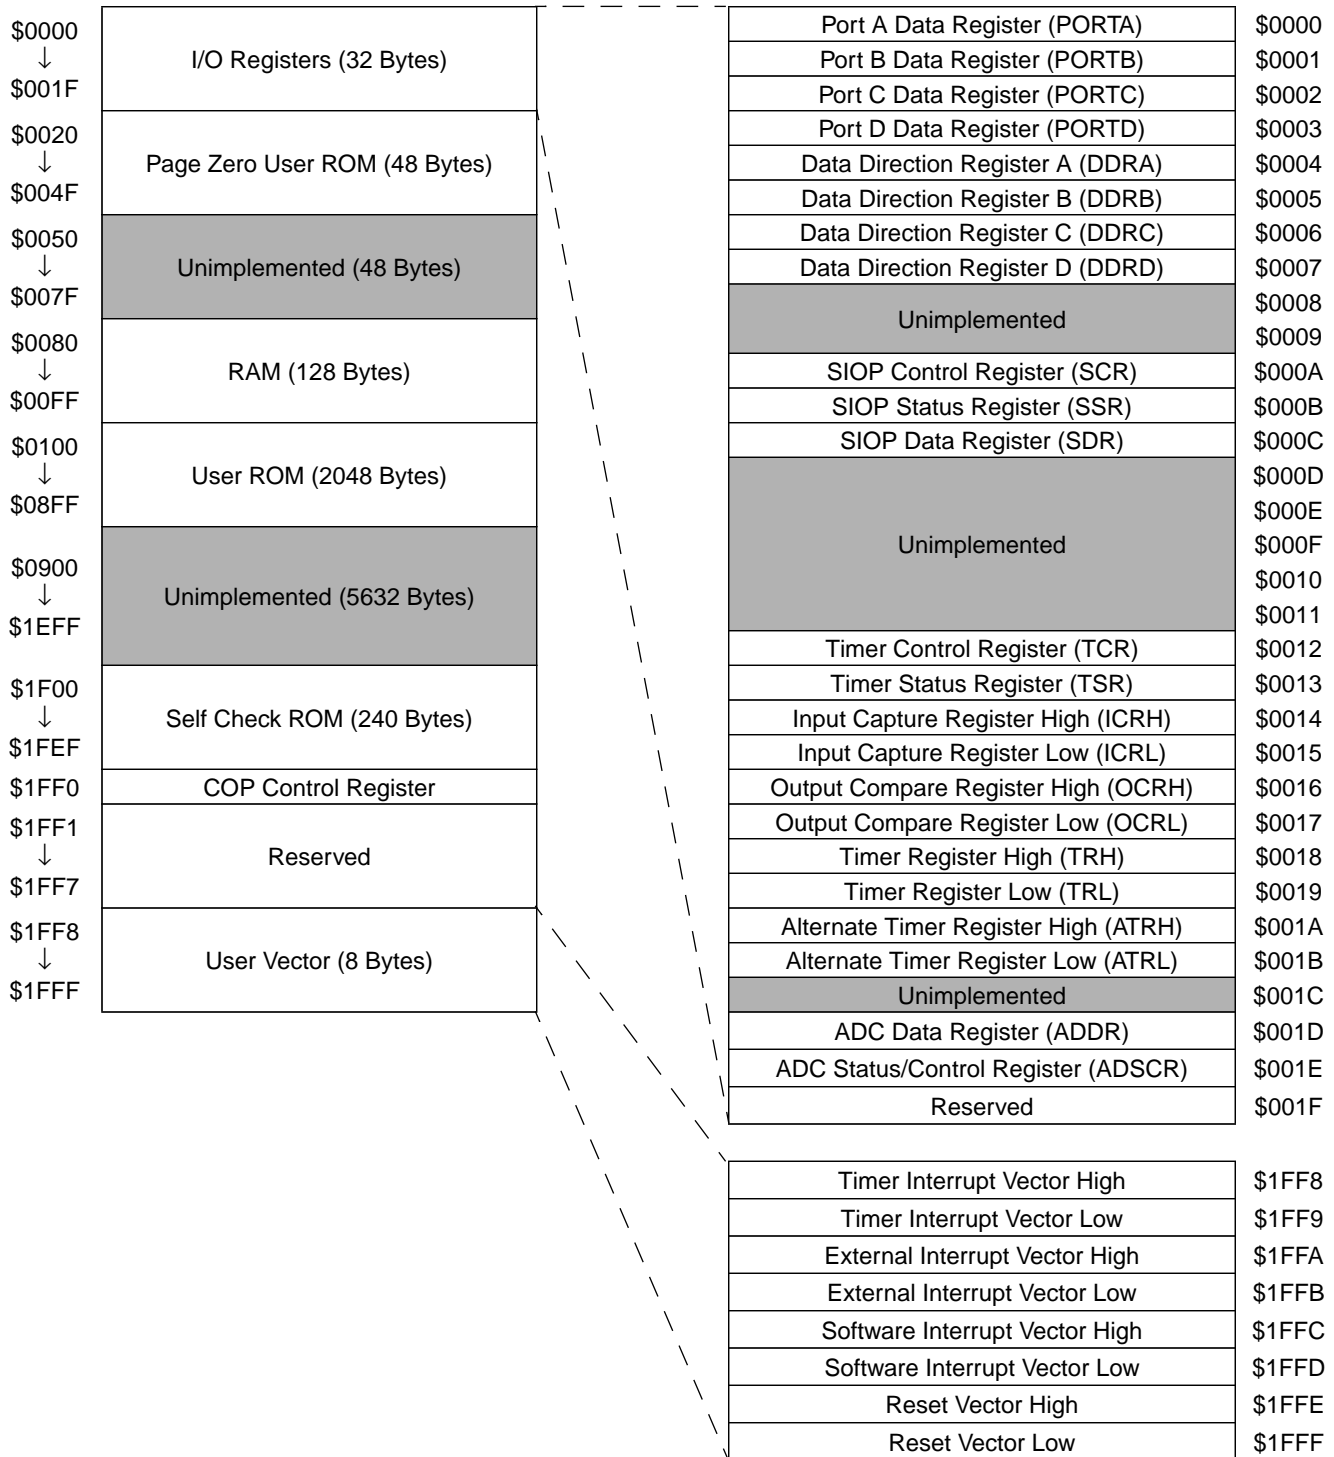 $0000
↓
$001F
I/O Registers (32 Bytes)
$0020
↓
$004F
Page Zero User ROM (48 Bytes)
$0050
↓
$007F
Unimplemented (48 Bytes)
$0080
↓
$00FF
RAM (128 Bytes)
$0100
↓
$08FF
User ROM (2048 Bytes)
$0900
↓
$1EFF
Unimplemented (5632 Bytes)
$1F00
↓
$1FEF
Self Check ROM (240 Bytes)
$1FF0
COP Control Register
$1FF1
↓
$1FF7
Reserved
$1FF8
↓
$1FFF
User Vector (8 Bytes)
Port A Data Register (PORTA) $0000
Port B Data Register (PORTB) $0001
Port C Data Register (PORTC) $0002
Port D Data Register (PORTD) $0003
Data Direction Register A (DDRA) $0004
Data Direction Register B (DDRB) $0005
Data Direction Register C (DDRC) $0006
Data Direction Register D (DDRD) $0007
Unimplemented
$0008
$0009
SIOP Control Register (SCR) $000A
SIOP Status Register (SSR) $000B
SIOP Data Register (SDR) $000C
Unimplemented
$000D
$000E
$000F
$0010
$0011
Timer Control Register (TCR) $0012
Timer Status Register (TSR) $0013
Input Capture Register High (ICRH) $0014
Input Capture Register Low (ICRL) $0015
Output Compare Register High (OCRH) $0016
Output Compare Register Low (OCRL) $0017
Timer Register High (TRH) $0018
Timer Register Low (TRL) $0019
Alternate Timer Register High (ATRH) $001A
Alternate Timer Register Low (ATRL) $001B
Unimplemented $001C
ADC Data Register (ADDR) $001D
ADC Status/Control Register (ADSCR) $001E
Reserved $001F
Timer Interrupt Vector High $1FF8
Timer Interrupt Vector Low $1FF9
External Interrupt Vector High $1FFA
External Interrupt Vector Low $1FFB
Software Interrupt Vector High $1FFC
Software Interrupt Vector Low $1FFD
Reset Vector High $1FFE
Reset Vector Low $1FFF